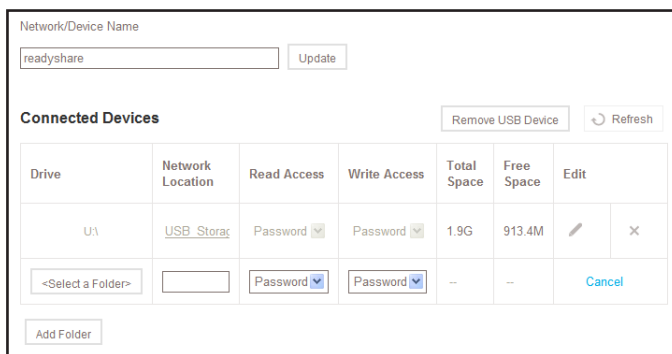 Network/Device Name
readyshare Update
Connected Devices Remove USB Device Refresh
Drive Network Location Read Access Write Access Total Space Free Space Edit
U:\ USB_Storag Password Password 1.9G 913.4M
<Select a Folder> Password Password -- -- Cancel
Add Folder